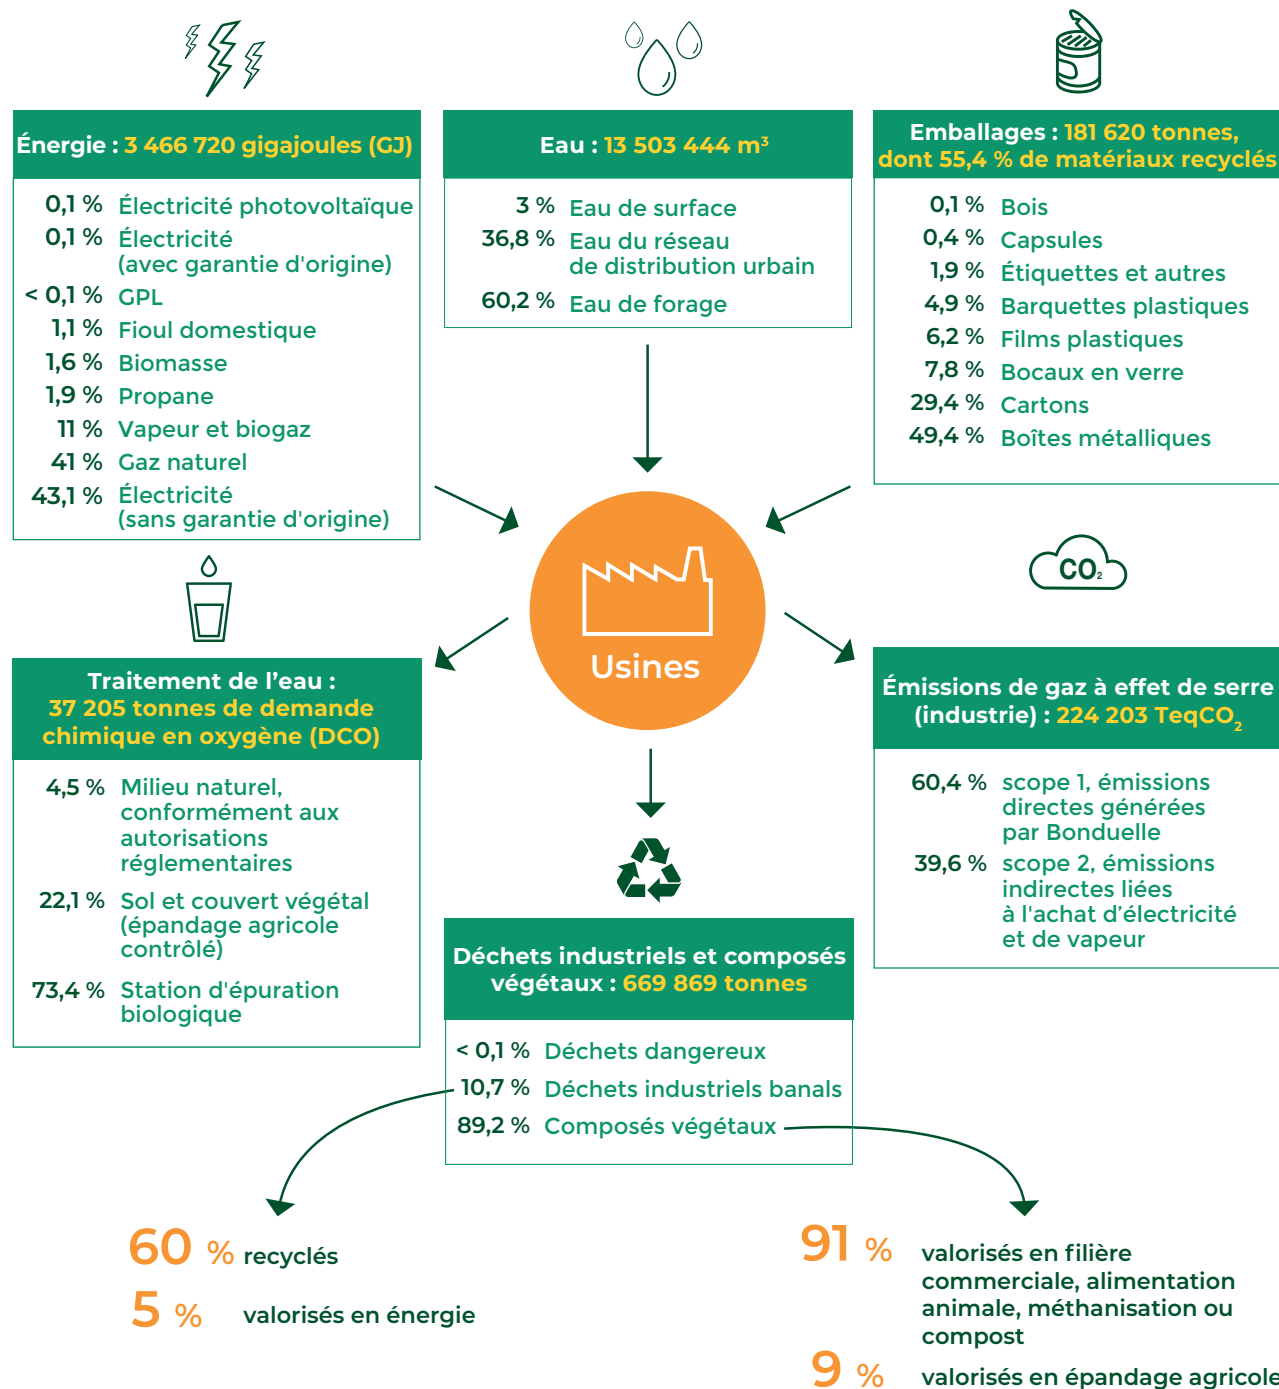 Énergie : 3 466 720 gigajoules (GJ)
0,1 % Électricité photovoltaïque
0,1 % Électricité
(avec garantie d'origine)
< 0,1 % GPL
1,1 % Fioul domestique
1,6 % Biomasse
1,9 % Propane
11 % Vapeur et biogaz
41 % Gaz naturel
43,1 % Électricité
(sans garantie d'origine)
Eau : 13 503 444 m³
3 % Eau de surface
36,8 % Eau du réseau
de distribution urbain
60,2 % Eau de forage
Emballages : 181 620 tonnes,
dont 55,4 % de matériaux recyclés
0,1 % Bois
0,4 % Capsules
1,9 % Étiquettes et autres
4,9 % Barquettes plastiques
6,2 % Films plastiques
7,8 % Bocaux en verre
29,4 % Cartons
49,4 % Boîtes métalliques
Usines
Traitement de l’eau :
37 205 tonnes de demande
chimique en oxygène (DCO)
4,5 % Milieu naturel,
conformément aux
autorisations
réglementaires
22,1 % Sol et couvert végétal
(épandage agricole
contrôlé)
73,4 % Station d'épuration
biologique
CO₂
Émissions de gaz à effet de serre
(industrie) : 224 203 TeqCO₂
60,4 % scope 1, émissions
directes générées
par Bonduelle
39,6 % scope 2, émissions
indirectes liées
à l'achat d’électricité
et de vapeur
Déchets industriels et composés
végétaux : 669 869 tonnes
< 0,1 % Déchets dangereux
10,7 % Déchets industriels banals
89,2 % Composés végétaux
60 % recyclés
5 % valorisés en énergie
91 % valorisés en filière
commerciale, alimentation
animale, méthanisation ou
compost
9 % valorisés en épandage agricole